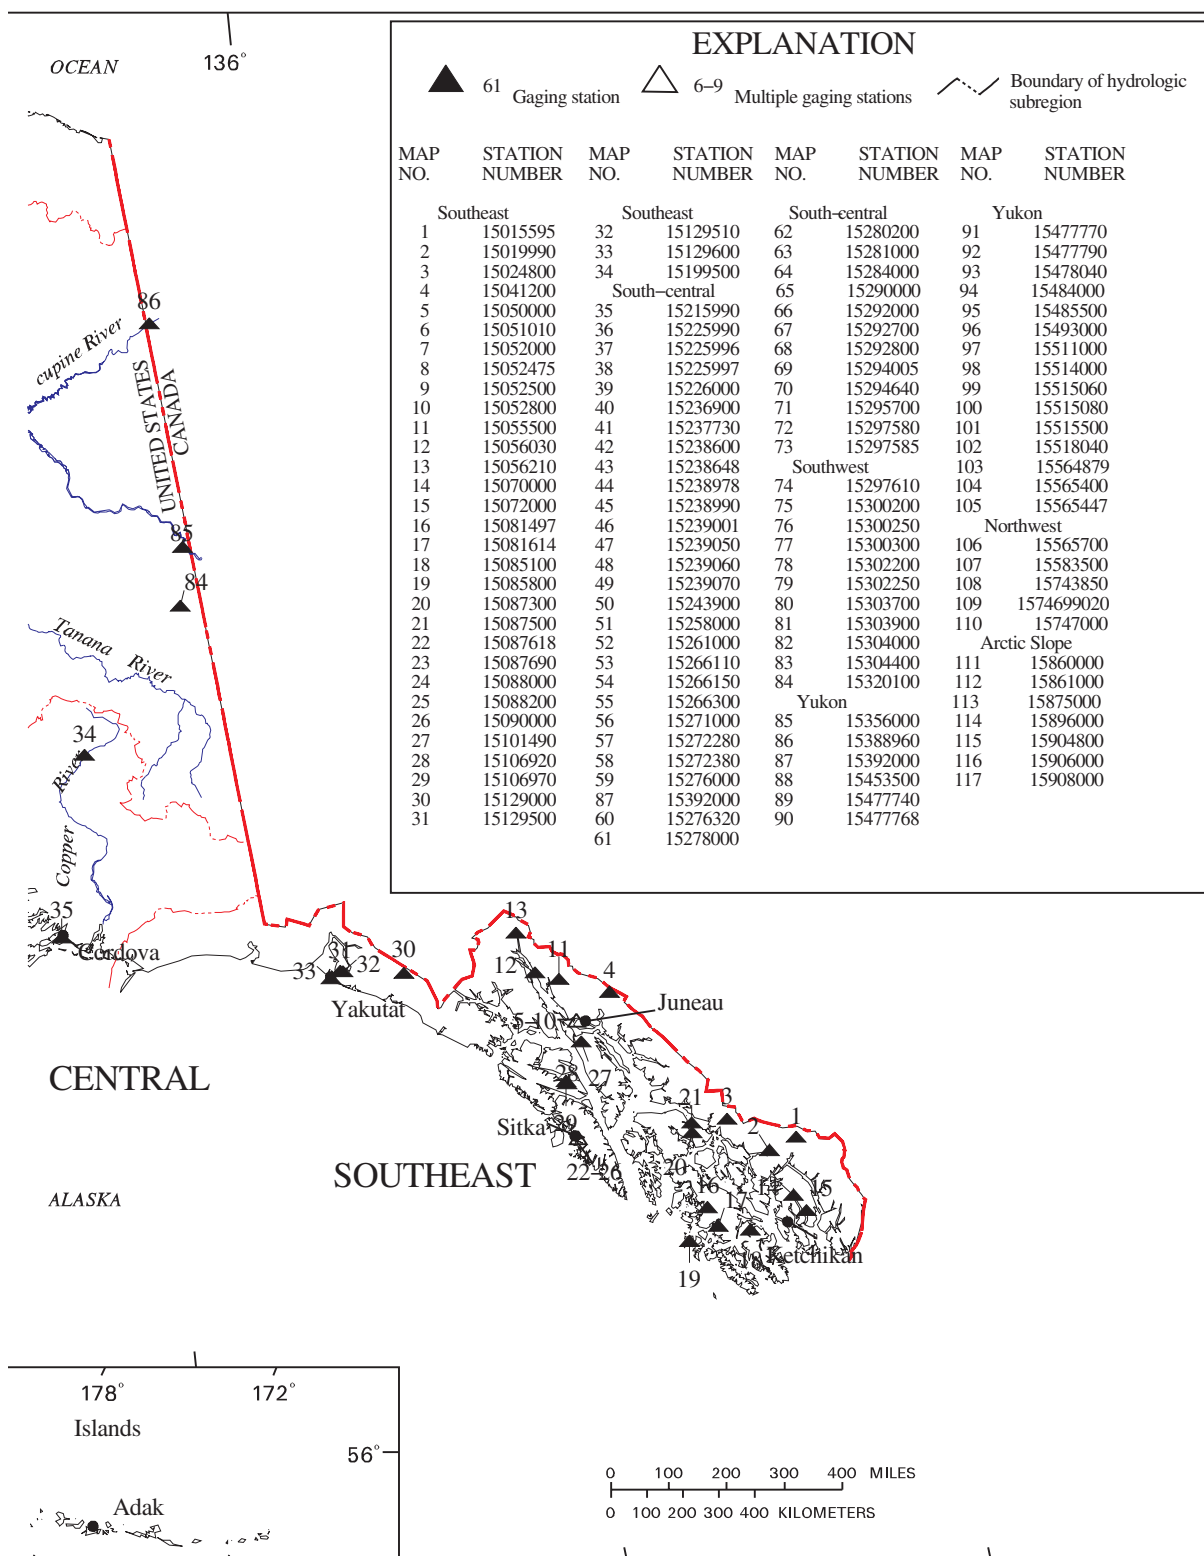 OCEAN
136°
EXPLANATION
61 Gaging station
6–9 Multiple gaging stations
Boundary of hydrologic
subregion
MAP STATION MAP STATION MAP STATION MAP STATION
NO. NUMBER NO. NUMBER NO. NUMBER NO. NUMBER
Southeast Southeast South–central Yukon
1 15015595 32 15129510 62 15280200 91 15477770
2 15019990 33 15129600 63 15281000 92 15477790
3 15024800 34 15199500 64 15284000 93 15478040
4 15041200 South–central 65 15290000 94 15484000
5 15050000 35 15215990 66 15292000 95 15485500
6 15051010 36 15225990 67 15292700 96 15493000
7 15052000 37 15225996 68 15292800 97 15511000
8 15052475 38 15225997 69 15294005 98 15514000
9 15052500 39 15226000 70 15294640 99 15515060
10 15052800 40 15236900 71 15295700 100 15515080
11 15055500 41 15237730 72 15297580 101 15515500
12 15056030 42 15238600 73 15297585 102 15518040
13 15056210 43 15238648 Southwest 103 15564879
14 15070000 44 15238978 74 15297610 104 15565400
15 15072000 45 15238990 75 15300200 105 15565447
16 15081497 46 15239001 76 15300250 Northwest
17 15081614 47 15239050 77 15300300 106 15565700
18 15085100 48 15239060 78 15302200 107 15583500
19 15085800 49 15239070 79 15302250 108 15743850
20 15087300 50 15243900 80 15303700 109 1574699020
21 15087500 51 15258000 81 15303900 110 15747000
22 15087618 52 15261000 82 15304000 Arctic Slope
23 15087690 53 15266110 83 15304400 111 15860000
24 15088000 54 15266150 84 15320100 112 15861000
25 15088200 55 15266300 Yukon 113 15875000
26 15090000 56 15271000 85 15356000 114 15896000
27 15101490 57 15272280 86 15388960 115 15904800
28 15106920 58 15272380 87 15392000 116 15906000
29 15106970 59 15276000 88 15453500 117 15908000
30 15129000 87 15392000 89 15477740
31 15129500 60 15276320 90 15477768
61 15278000
86
cupine River
UNITED STATES
CANADA
85
84
Tanana River
34
River
Copper
35
Cordova
13
31
30
33
32
12
11
4
Yakutat
Juneau
5–10
CENTRAL
28
27
21
3
1
2
Sitka
29
20
SOUTHEAST
22–26
ALASKA
16
17
14
15
18
Ketchikan
19
178°
172°
Islands
56°
Adak
0 100 200 300 400 MILES
0 100 200 300 400 KILOMETERS